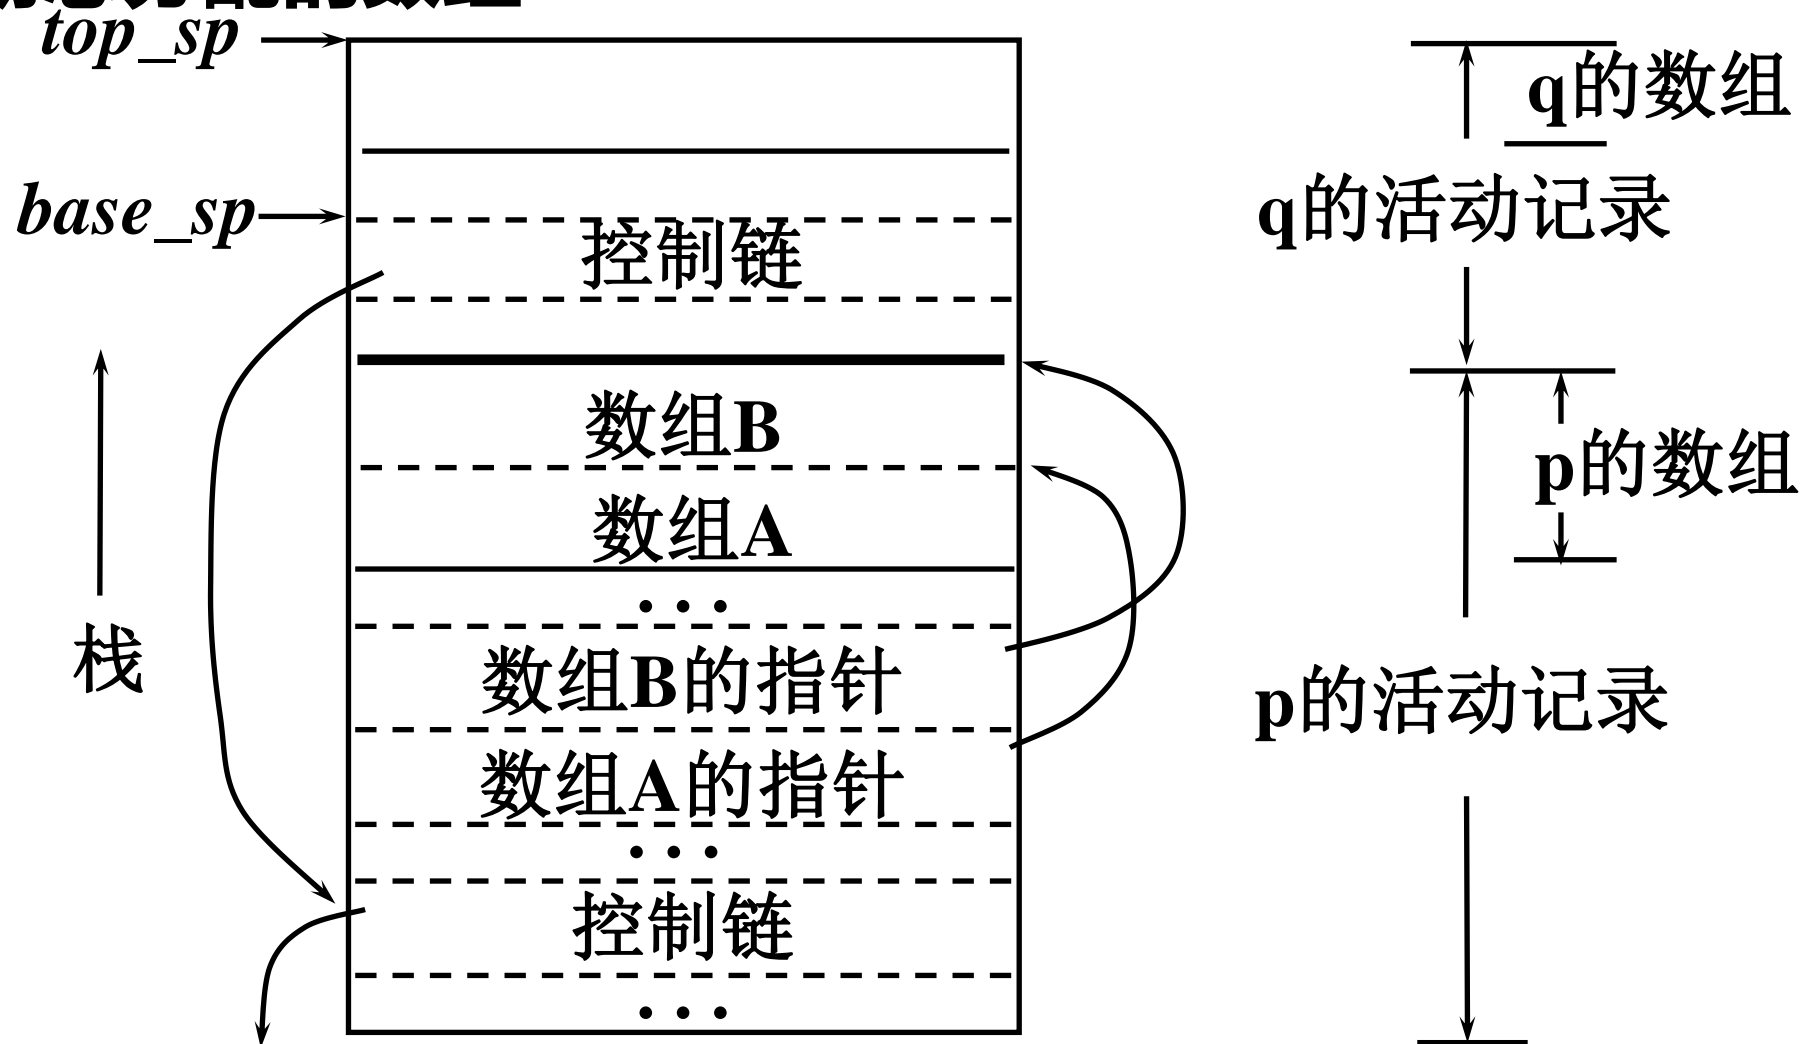 top_sp
q的数组
base_sp
q的活动记录
控制链
数组B
p的数组
数组A
• • •
栈
数组B的指针
p的活动记录
数组A的指针
• • •
控制链
• • •